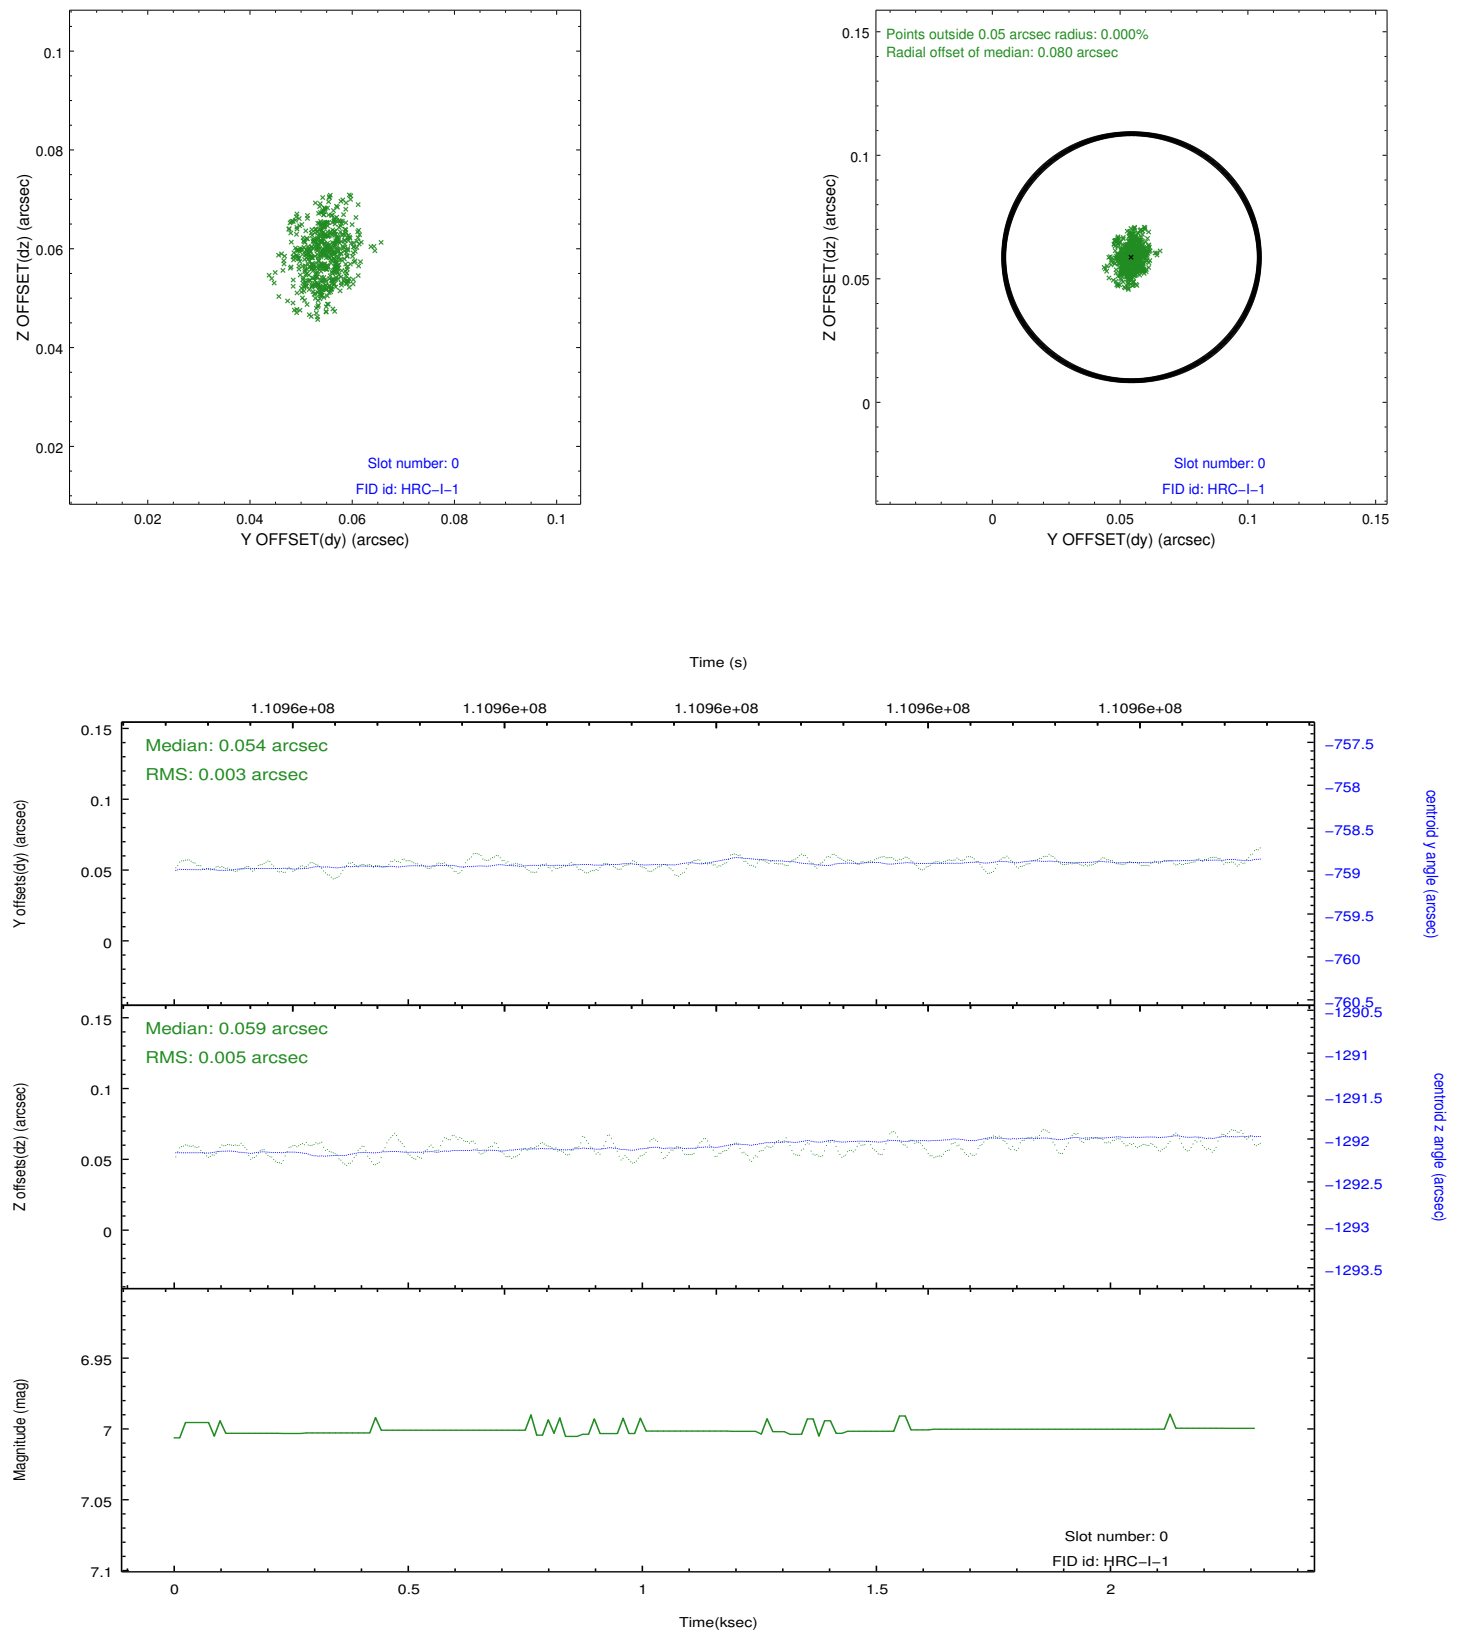 0.1
0.08
0.06
0.04
0.02
Z OFFSET(dz) (arcsec)
Slot number: 0
FID id: HRC−I−1
0.02 0.04 0.06 0.08 0.1
Y OFFSET(dy) (arcsec)
Points outside 0.05 arcsec radius: 0.000%
Radial offset of median: 0.080 arcsec
0.15
0.1
0.05
0
Z OFFSET(dz) (arcsec)
Slot number: 0
FID id: HRC−I−1
0 0.05 0.1 0.15
Y OFFSET(dy) (arcsec)
Time (s)
1.1096e+08 1.1096e+08 1.1096e+08 1.1096e+08 1.1096e+08
Median: 0.054 arcsec
RMS: 0.003 arcsec
0.15
0.1
0.05
0
Y offsets(dy) (arcsec)
−757.5
−758
−758.5
−759
−759.5
−760
−760.5
centroid y angle (arcsec)
Median: 0.059 arcsec
RMS: 0.005 arcsec
0.15
0.1
0.05
0
Z offsets(dz) (arcsec)
−1290.5
−1291
−1291.5
−1292
−1292.5
−1293
−1293.5
centroid z angle (arcsec)
6.95
7
7.05
7.1
Magnitude (mag)
Slot number: 0
FID id: HRC−I−1
0 0.5 1 1.5 2
Time(ksec)